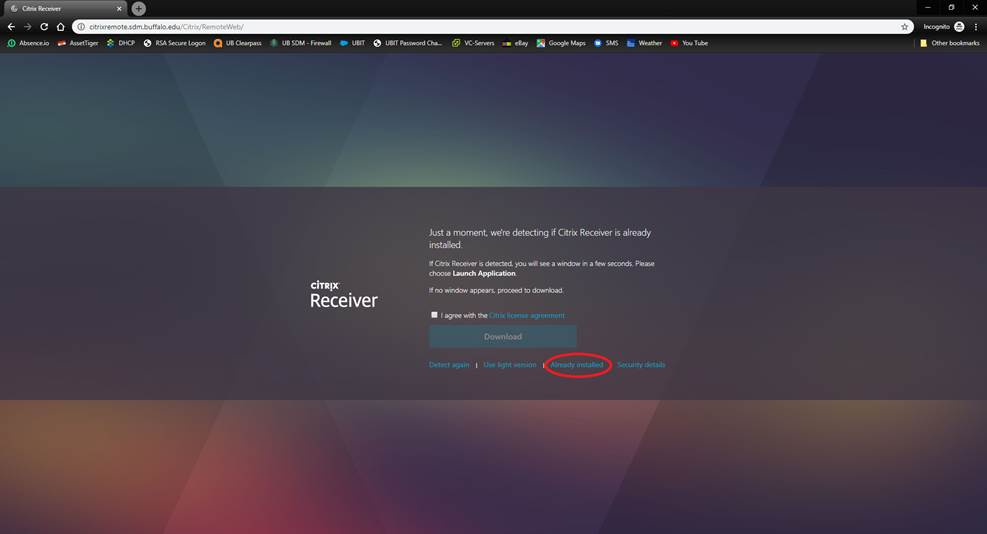 Citrix Receiver
citrixremote.sdm.buffalo.edu/Citrix/RemoteWeb/
Incognito
Absence.io AssetTiger DHCP RSA Secure Logon UB Clearpass UB SDM - Firewall UBIT UBIT Password Cha... VC-Servers eBay Google Maps SMS Weather You Tube Other bookmarks
Just a moment, we're detecting if Citrix Receiver is already
installed.
If Citrix Receiver is detected, you will see a window in a few seconds. Please
choose Launch Application.
If no window appears, proceed to download.
CİTRIX
Receiver
I agree with the Citrix license agreement
Download
Detect again | Use light version | Already installed Security details